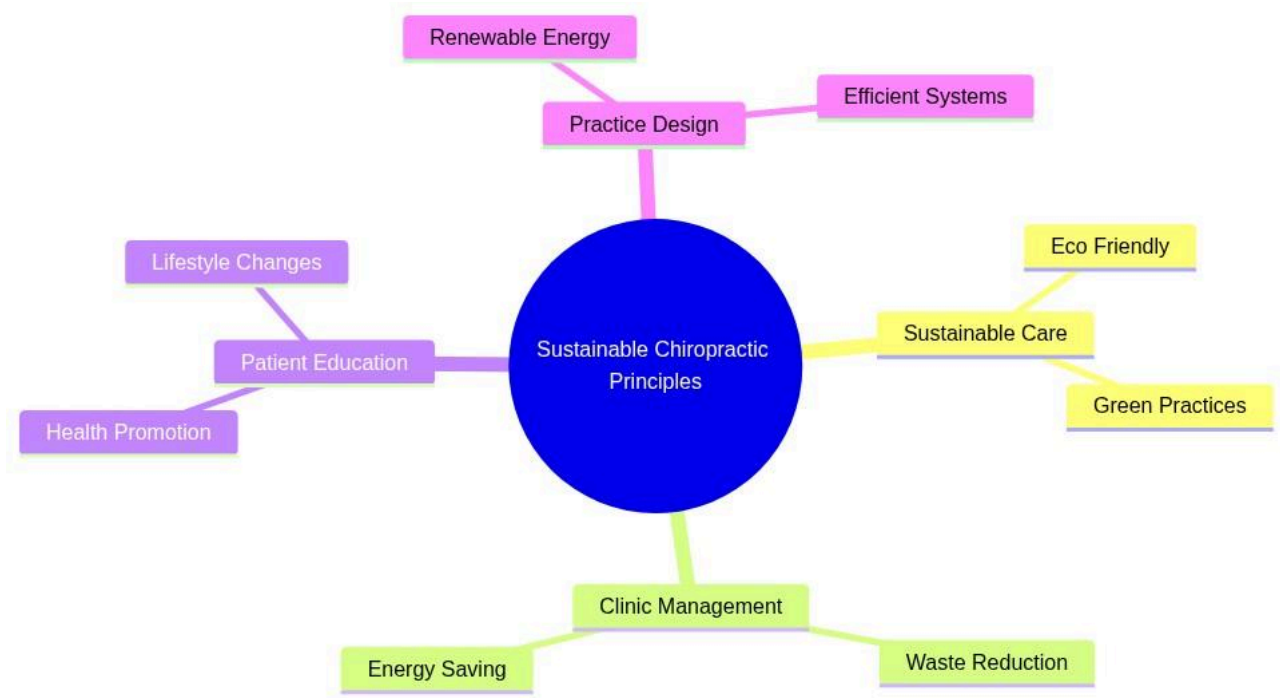 Renewable Energy
Efficient Systems
Practice Design
Eco Friendly
Lifestyle Changes
Sustainable Care
Sustainable Chiropractic
Principles
Patient Education
Green Practices
Health Promotion
Clinic Management
Energy Saving
Waste Reduction